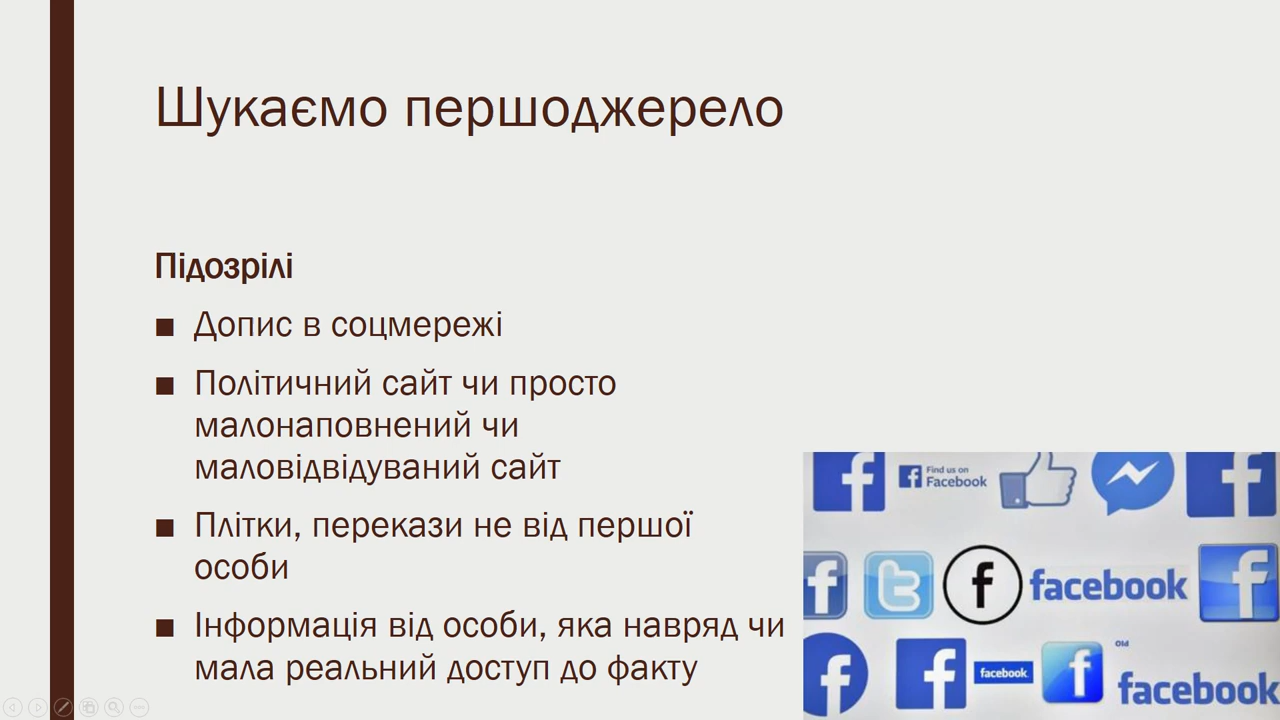 Шукаємо першоджерело
Підозрілі
■ Допис в соцмережі
■ Політичний сайт чи просто
малонаповнений чи
маловідвідуваний сайт
■ Плітки, перекази не від першої
особи
■ Інформація від особи, яка навряд чи
мала реальний доступ до факту
Find us on
Facebook
facebook
facebook
facebook